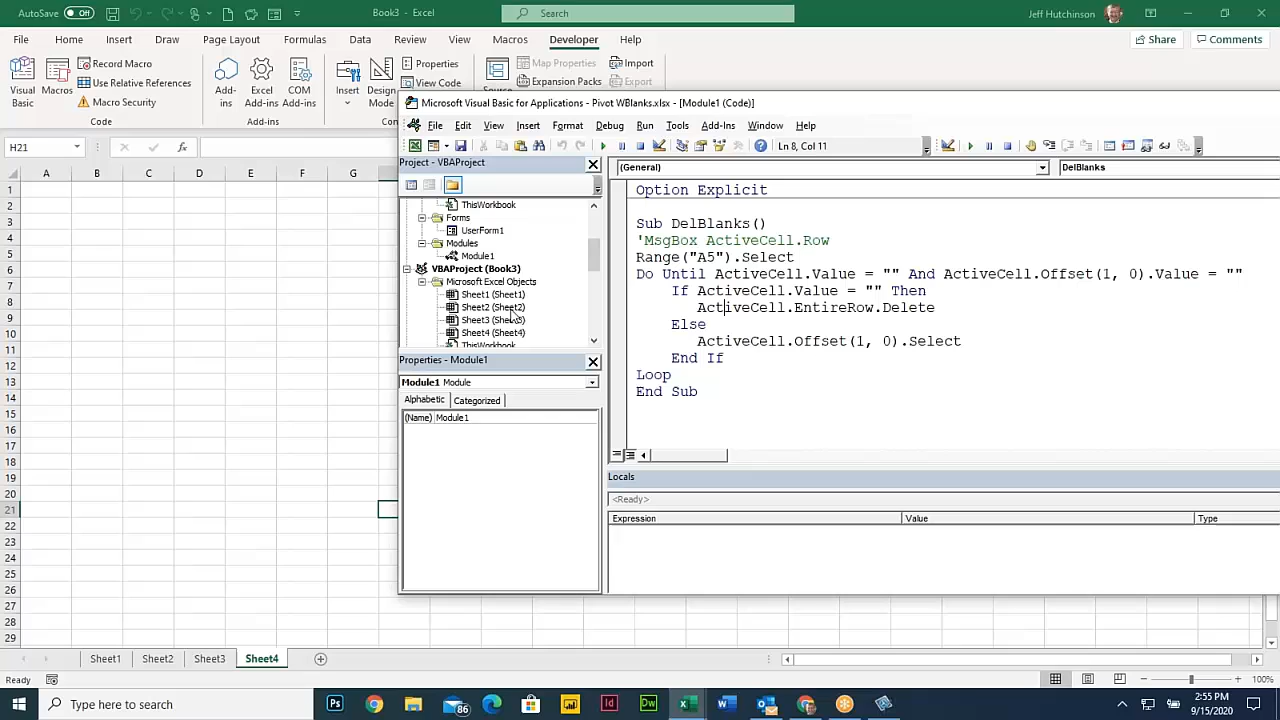 AutoSave Off Book3 - Excel Search Jeff Hutchinson
File Home Insert Draw Page Layout Formulas Data Review View Macros Developer Help Share Comments
Visual Basic
Macros
Record Macro
Use Relative References
Macro Security
Code
Add-ins
Excel Add-ins
COM Add-ins
Add-ins
Insert
Design Mode
Properties
View Code
Map Properties
Expansion Packs
Import
Export
H21
A B C D E F G
1
2
3
4
5
6
7
8
9
10
11
12
13
14
15
16
17
18
19
20
21
22
23
24
25
26
27
28
29
Microsoft Visual Basic for Applications - Pivot WBlanks.xlsx - [Module1 (Code)]
File Edit View Insert Format Debug Run Tools Add-Ins Window Help
Ln 8, Col 11
Project - VBAProject
ThisWorkbook
Forms
UserForm1
Modules
Module1
VBAProject (Book3)
Microsoft Excel Objects
Sheet1 (Sheet1)
Sheet2 (Sheet2)
Sheet3 (Sheet3)
Sheet4 (Sheet4)
ThisWorkbook
Properties - Module1
Module1 Module
Alphabetic Categorized
(Name) Module1
(General) DelBlanks
Option Explicit
Sub DelBlanks()
'MsgBox ActiveCell.Row
Range("A5").Select
Do Until ActiveCell.Value = "" And ActiveCell.Offset(1, 0).Value = ""
If ActiveCell.Value = "" Then
ActiveCell.EntireRow.Delete
Else
ActiveCell.Offset(1, 0).Select
End If
Loop
End Sub
Locals
<Ready>
Expression Value Type
Sheet1 Sheet2 Sheet3 Sheet4
Ready 100%
Type here to search
Ps
86
Id
Dw
2:55 PM
9/15/2020